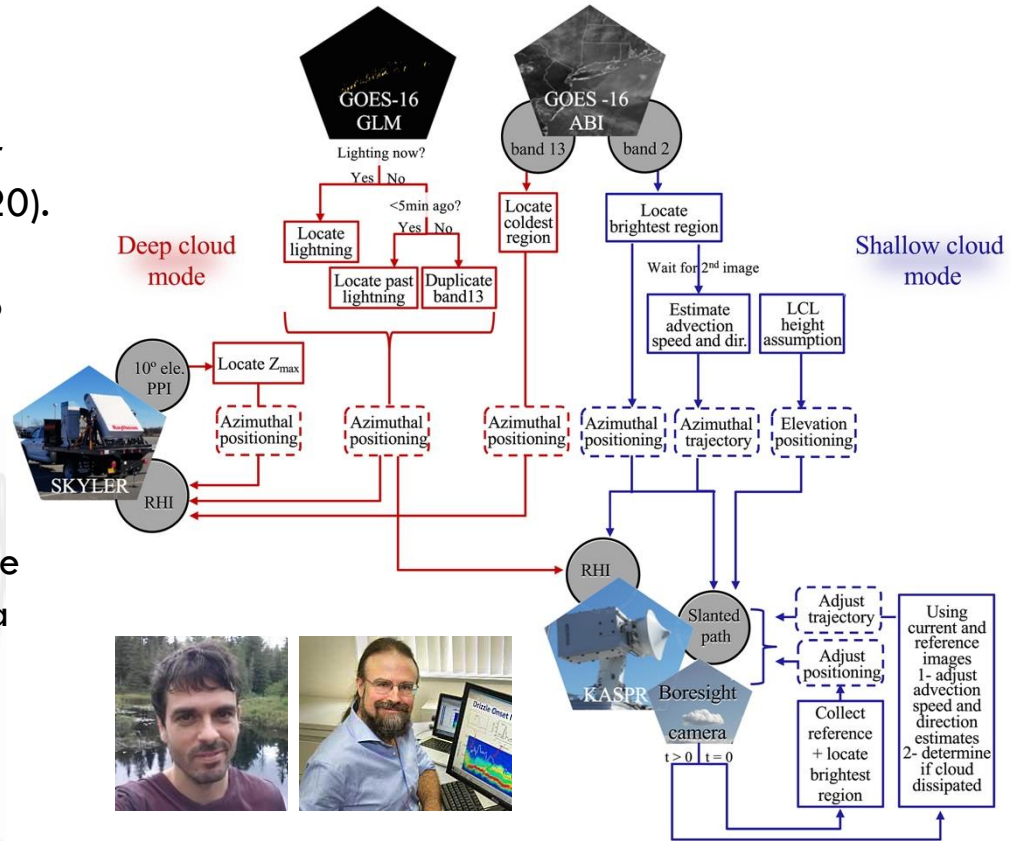 20).
e
a
GOES-16
GLM
GOES -16
ABI
band 13
band 2
Lighting now?
Yes
No
<5min ago?
Yes
No
Locate
lightning
Locate past
lightning
Duplicate
band13
Locate
coldest
region
Locate
brightest region
Wait for 2nd image
Estimate
advection
speed and dir.
LCL
height
assumption
Deep cloud
mode
Shallow cloud
mode
10° ele.
PPI
Locate Zmax
Azimuthal
positioning
Azimuthal
positioning
Azimuthal
positioning
Azimuthal
positioning
Azimuthal
trajectory
Elevation
positioning
SKYLER
RHI
RHI
Slanted
path
KASPR
Boresight
camera
t > 0
t = 0
Adjust
trajectory
Adjust
positioning
Collect
reference
+ locate
brightest
region
Using
current and
reference
images
1- adjust
advection
speed and
direction
estimates
2- determine
if cloud
dissipated
Drizzle Onset